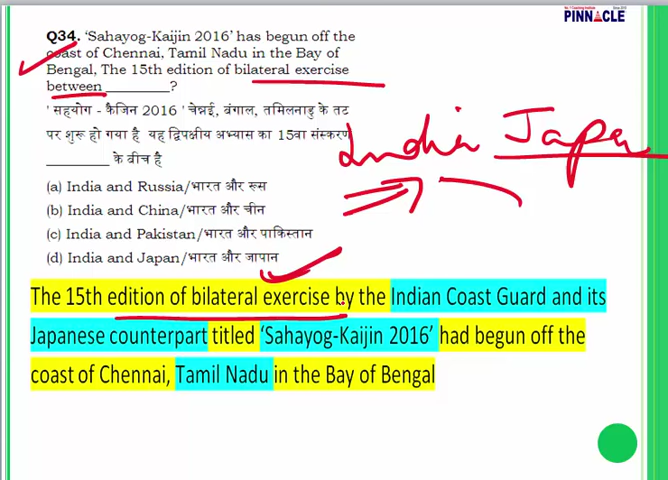 PINNACLE
Q34. ‘Sahayog-Kaijin 2016’ has begun off the
coast of Chennai, Tamil Nadu in the Bay of
Bengal, The 15th edition of bilateral exercise
between ________?
' सहयोग - कैजिन 2016 ' चेन्नई, बंगाल, तमिलनाडु के तट
पर शुरू हो गया है यह द्विपक्षीय अभ्यास का 15वा संस्करण
________ के बीच है
India Japa
(a) India and Russia/भारत और रूस
(b) India and China/भारत और चीन
(c) India and Pakistan/भारत और पाकिस्तान
(d) India and Japan/भारत और जापान
The 15th edition of bilateral exercise by the Indian Coast Guard and its
Japanese counterpart titled ‘Sahayog-Kaijin 2016’ had begun off the
coast of Chennai, Tamil Nadu in the Bay of Bengal